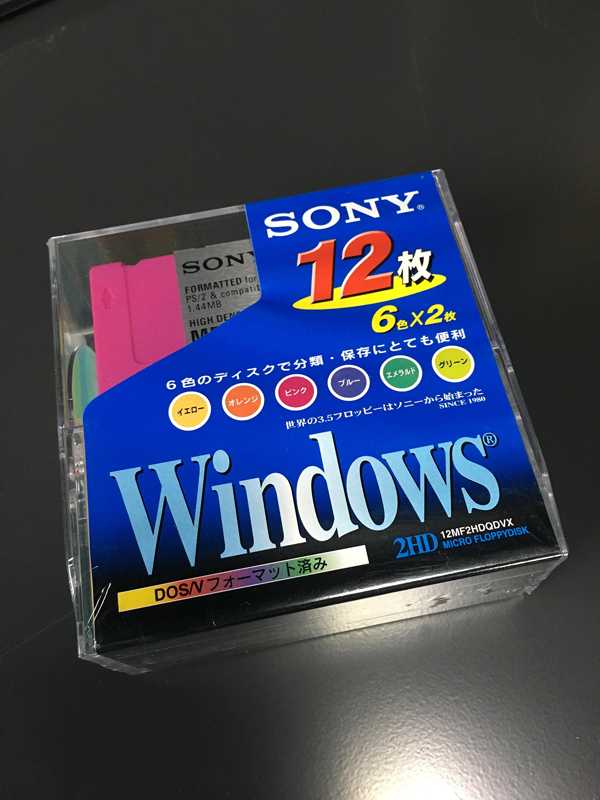 SONY®
12枚
6色×2枚
SONY
FORMATTED for
PS/2 & compatib
1.44MB
HIGH DENS
6色のディスクで分類・保存にとても便利
イエロー
オレンジ
ピンク
ブルー
エメラルド
グリーン
世界の3.5フロッピーはソニーから始まった
SINCE 1980
Windows®
2HD 12MF2HDQDVX
MICRO FLOPPYDISK
DOS/Vフォーマット済み